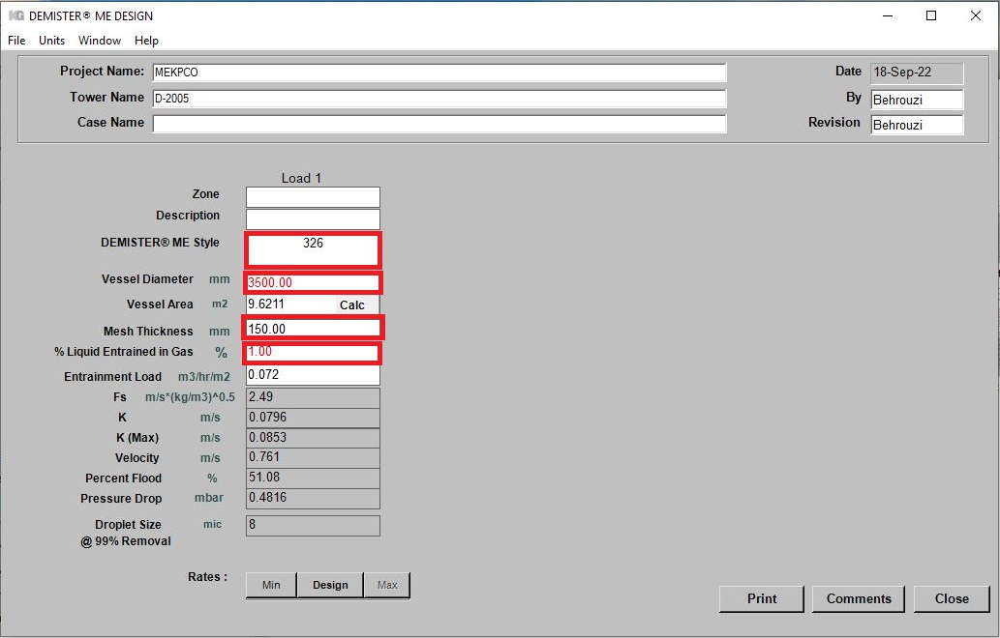 KG DEMISTER® ME DESIGN
File Units Window Help
Project Name: MEKPCO Date 18-Sep-22
Tower Name D-2005 By Behrouzi
Case Name Revision Behrouzi
Load 1
Zone
Description
DEMISTER® ME Style 326
Vessel Diameter mm 3500.00
Vessel Area m2 9.6211 Calc
Mesh Thickness mm 150.00
% Liquid Entrained in Gas % 1.00
Entrainment Load m3/hr/m2 0.072
Fs m/s*(kg/m3)^0.5 2.49
K m/s 0.0796
K (Max) m/s 0.0853
Velocity m/s 0.761
Percent Flood % 51.08
Pressure Drop mbar 0.4816
Droplet Size mic 8
@ 99% Removal
Rates : Min Design Max
Print Comments Close